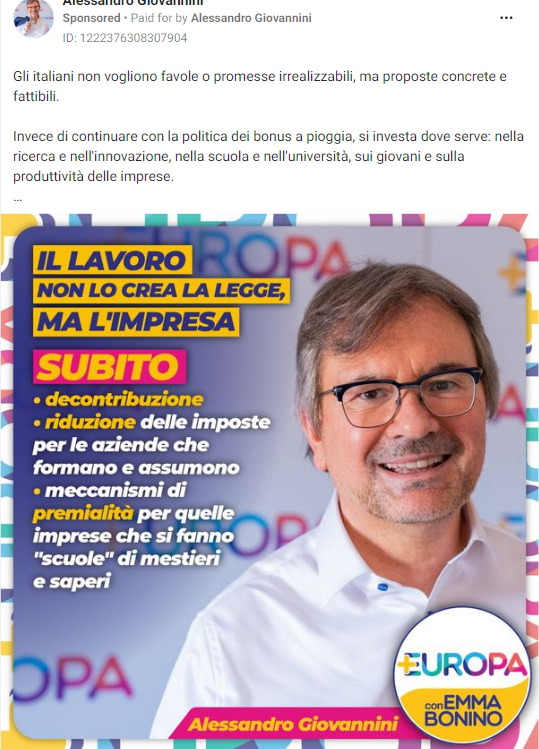 Alessandro Giovannini
Sponsored • Paid for by Alessandro Giovannini
ID: 1222376308307904
Gli italiani non vogliono favole o promesse irrealizzabili, ma proposte concrete e
fattibili.
Invece di continuare con la politica dei bonus a pioggia, si investa dove serve: nella
ricerca e nell'innovazione, nella scuola e nell'università, sui giovani e sulla
produttività delle imprese.
...
EUROPA
IL LAVORO
NON LO CREA LA LEGGE,
MA L'IMPRESA
SUBITO
• decontribuzione
• riduzione delle imposte
per le aziende che
formano e assumono
• meccanismi di
premialità per quelle
imprese che si fanno
"scuole" di mestieri
e saperi
OPA
+EUROPA
con EMMA
BONINO
Alessandro Giovannini